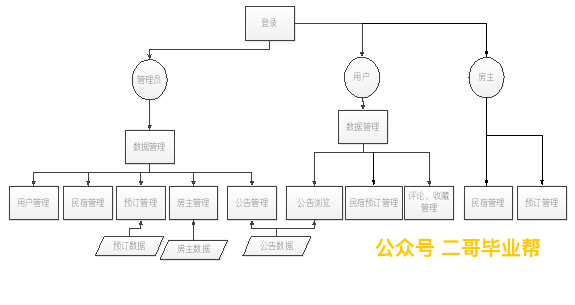 登录
管理员
用户
房主
数据管理
数据管理
用户管理
民宿管理
预订管理
房主管理
公告管理
公告浏览
民宿预订管理
评论、收藏
管理
民宿管理
预订管理
预订数据
房主数据
公告数据
公众号 二哥毕业帮